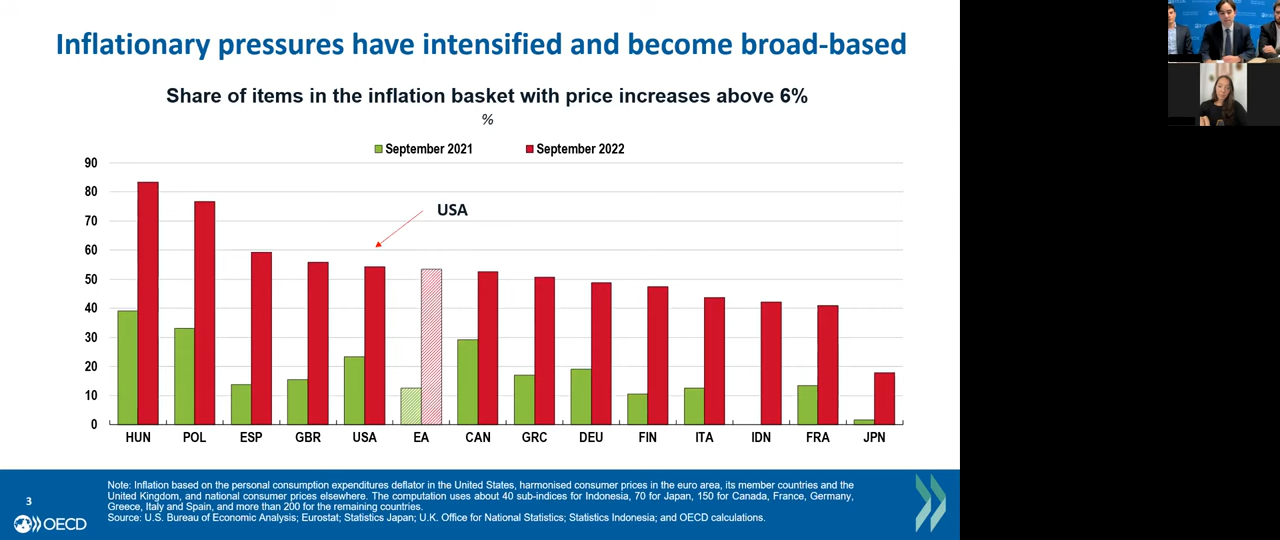 Inflationary pressures have intensified and become broad-based
Share of items in the inflation basket with price increases above 6%
%
September 2021 September 2022
90
80
70
60
50
40
30
20
10
0
USA
HUN POL ESP GBR USA EA CAN GRC DEU FIN ITA IDN FRA JPN
Note: Inflation based on the personal consumption expenditures deflator in the United States, harmonised consumer prices in the euro area, its member countries and the
United Kingdom, and national consumer prices elsewhere. The computation uses about 40 sub-indices for Indonesia, 70 for Japan, 150 for Canada, France, Germany,
Greece, Italy and Spain, and more than 200 for the remaining countries.
Source: U.S. Bureau of Economic Analysis; Eurostat; Statistics Japan; U.K. Office for National Statistics; Statistics Indonesia; and OECD calculations.
3
OECD